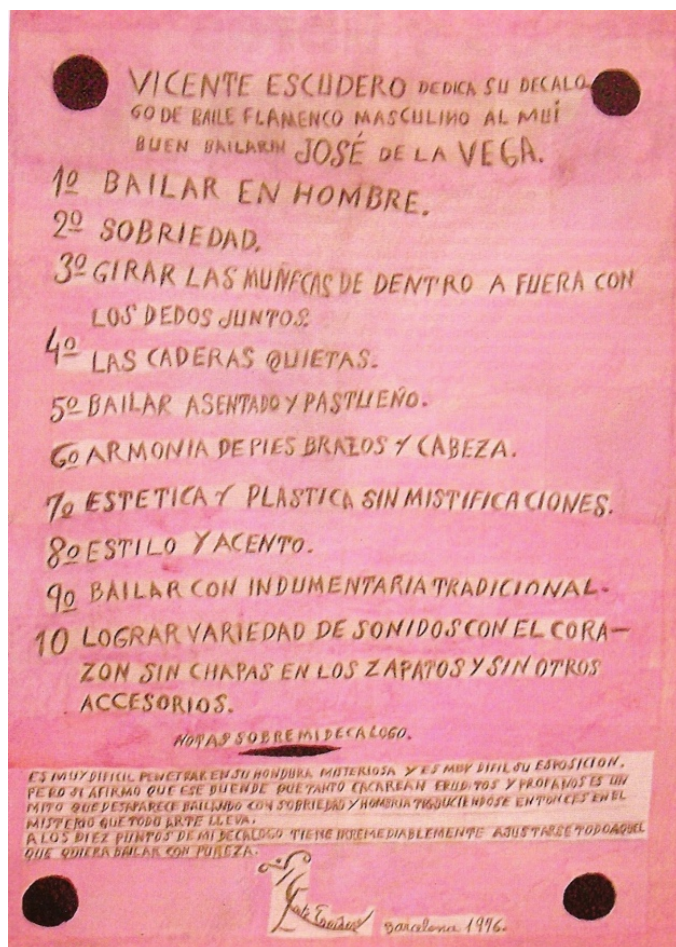 VICENTE ESCUDERO DEDICA SU DECALO
GO DE BAILE FLAMENCO MASCULINO AL MUÍ
BUEN BAILARIN JOSÉ DE LA VEGA.
1º BAILAR EN HOMBRE.
2º SOBRIEDAD.
3º GIRAR LAS MUÑECAS DE DENTRO A FUERA CON
LOS DEDOS JUNTOS.
4º LAS CADERAS QUIETAS.
5º BAILAR ASENTADO Y PASTUEÑO.
6º ARMONIA DE PIES BRAZOS Y CABEZA.
7º ESTETICA Y PLASTICA SIN MISTIFICACIONES.
8º ESTILO Y ACENTO.
9º BAILAR CON INDUMENTARIA TRADICIONAL.
10 LOGRAR VARIEDAD DE SONIDOS CON EL CORA–
ZON SIN CHAPAS EN LOS ZAPATOS Y SIN OTROS
ACCESORIOS.
NOTAS SOBRE MI DECALOGO.
ES MUY DIFICIL PENETRAR EN SU HONDURA MISTERIOSA Y ES MUY DIFIL SU ESPOSICION.
PERO SI AFIRMO QUE ESE DUENDE QUE TANTO CACAREAN ERUDITOS Y PROFANOS ES UN
MITO QUE DESAPARECE BAILANDO CON SOBRIEDAD Y HOMBRIA TRADUCIENDOSE ENTONCES EN EL
MISTERIO QUE TODO ARTE LLEVA.
A LOS DIEZ PUNTOS DE MI DECALOGO TIENE IRREMEDIABLEMENTE AJUSTARSE TODO AQUEL
QUE QUIERA BAILAR CON PUREZA.
Barcelona 1976.